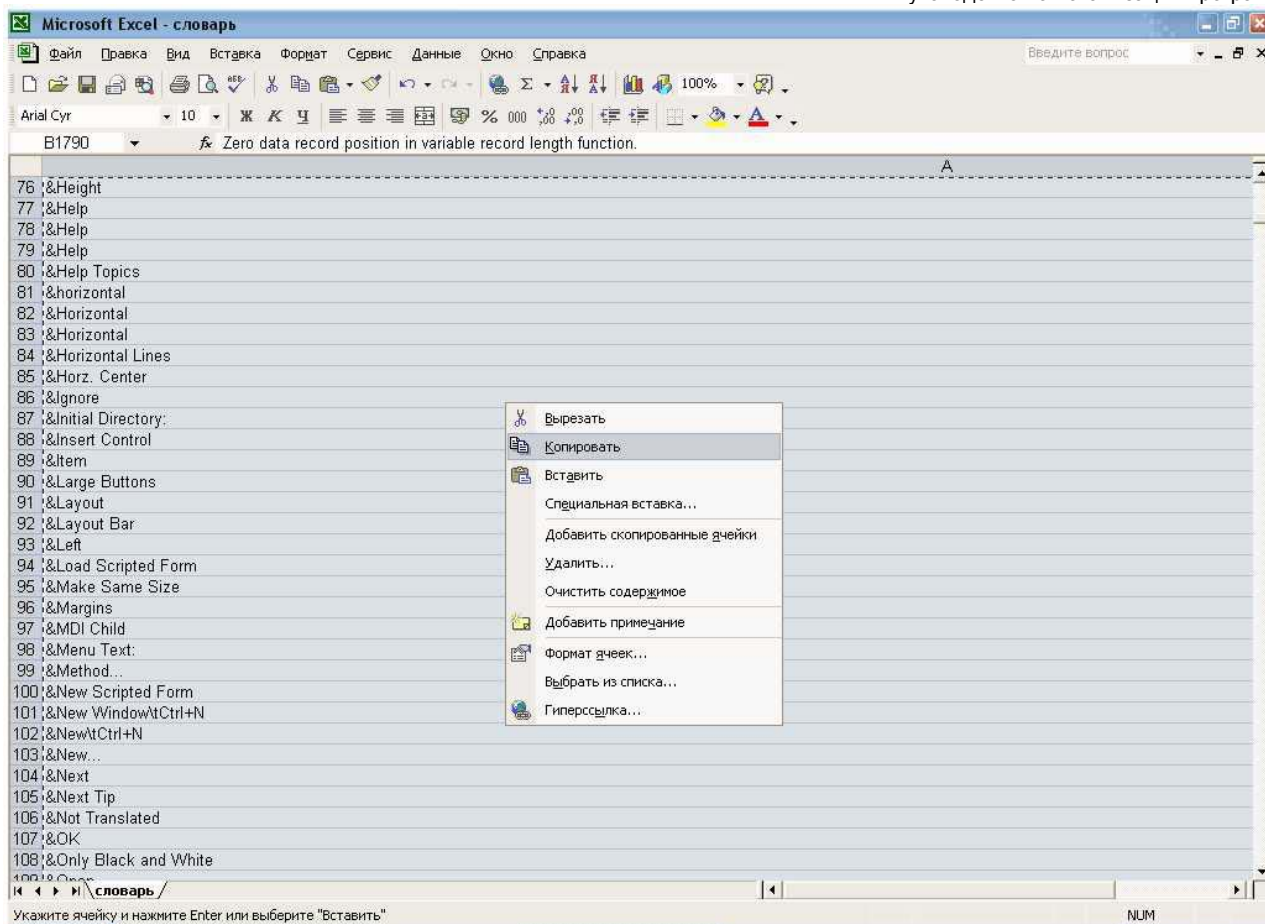 Microsoft Excel - словарь
Файл Правка Вид Вставка Формат Сервис Данные Окно Справка
Введите вопрос
100%
Arial Cyr 10 Ж К Ч % 000
B1790 fx Zero data record position in variable record length function.
A
76 &Height
77 &Help
78 &Help
79 &Help
80 &Help Topics
81 &horizontal
82 &Horizontal
83 &Horizontal
84 &Horizontal Lines
85 &Horz. Center
86 &Ignore
87 &Initial Directory:
88 &Insert Control
89 &Item
90 &Large Buttons
91 &Layout
92 &Layout Bar
93 &Left
94 &Load Scripted Form
95 &Make Same Size
96 &Margins
97 &MDI Child
98 &Menu Text:
99 &Method...
100 &New Scripted Form
101 &New Window\tCtrl+N
102 &New\tCtrl+N
103 &New...
104 &Next
105 &Next Tip
106 &Not Translated
107 &OK
108 &Only Black and White
Вырезать
Копировать
Вставить
Специальная вставка...
Добавить скопированные ячейки
Удалить...
Очистить содержимое
Добавить примечание
Формат ячеек...
Выбрать из списка...
Гиперссылка...
словарь
Укажите ячейку и нажмите Enter или выберите "Вставить"
NUM